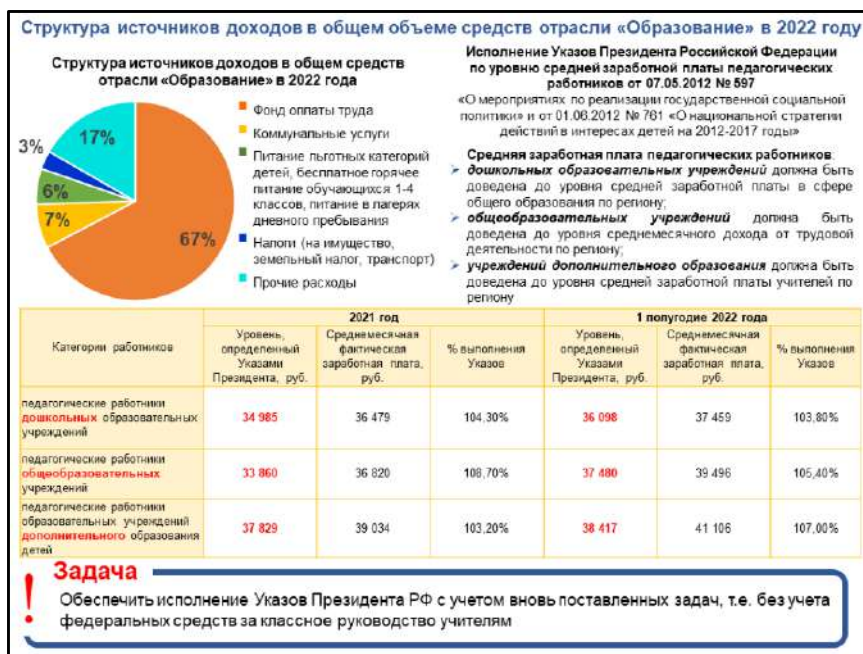 Структура источников доходов в общем объеме средств отрасли «Образование» в 2022 году
Структура источников доходов в общем средств
отрасли «Образование» в 2022 года
17%
3%
6%
7%
67%
Фонд оплаты труда
Коммунальные услуги
Питание льготных категорий
детей, бесплатное горячее
питание обучающихся 1-4
классов, питание в лагерях
дневного пребывания
Налоги (на имущество,
земельный налог, транспорт)
Прочие расходы
Исполнение Указов Президента Российской Федерации
по уровню средней заработной платы педагогических
работников от 07.05.2012 № 597
«О мероприятиях по реализации государственной социальной
политики» и от 01.06.2012 № 761 «О национальной стратегии
действий в интересах детей на 2012-2017 годы»
Средняя заработная плата педагогических работников:
дошкольных образовательных учреждений должна быть
доведена до уровня средней заработной платы в сфере
общего образования по региону;
общеобразовательных учреждений должна быть
доведена до уровня среднемесячного дохода от трудовой
деятельности по региону;
учреждений дополнительного образования должна быть
доведена до уровня средней заработной платы учителей по
региону
Категории работников
2021 год
1 полугодие 2022 года
Уровень,
определенный
Указами
Президента, руб.
Среднемесячная
фактическая
заработная плата,
руб.
% выполнения
Указов
Уровень,
определенный
Указами
Президента, руб.
Среднемесячная
фактическая
заработная плата,
руб.
% выполнения
Указов
педагогические работники
дошкольных образовательных
учреждений
34 985
36 479
104,30%
36 098
37 459
103,80%
педагогические работники
общеобразовательных
учреждений
33 860
36 820
108,70%
37 480
39 496
105,40%
педагогические работники
образовательных учреждений
дополнительного образования
детей
37 829
39 034
103,20%
38 417
41 106
107,00%
! Задача
Обеспечить исполнение Указов Президента РФ с учетом вновь поставленных задач, т.е. без учета
федеральных средств за классное руководство учителям